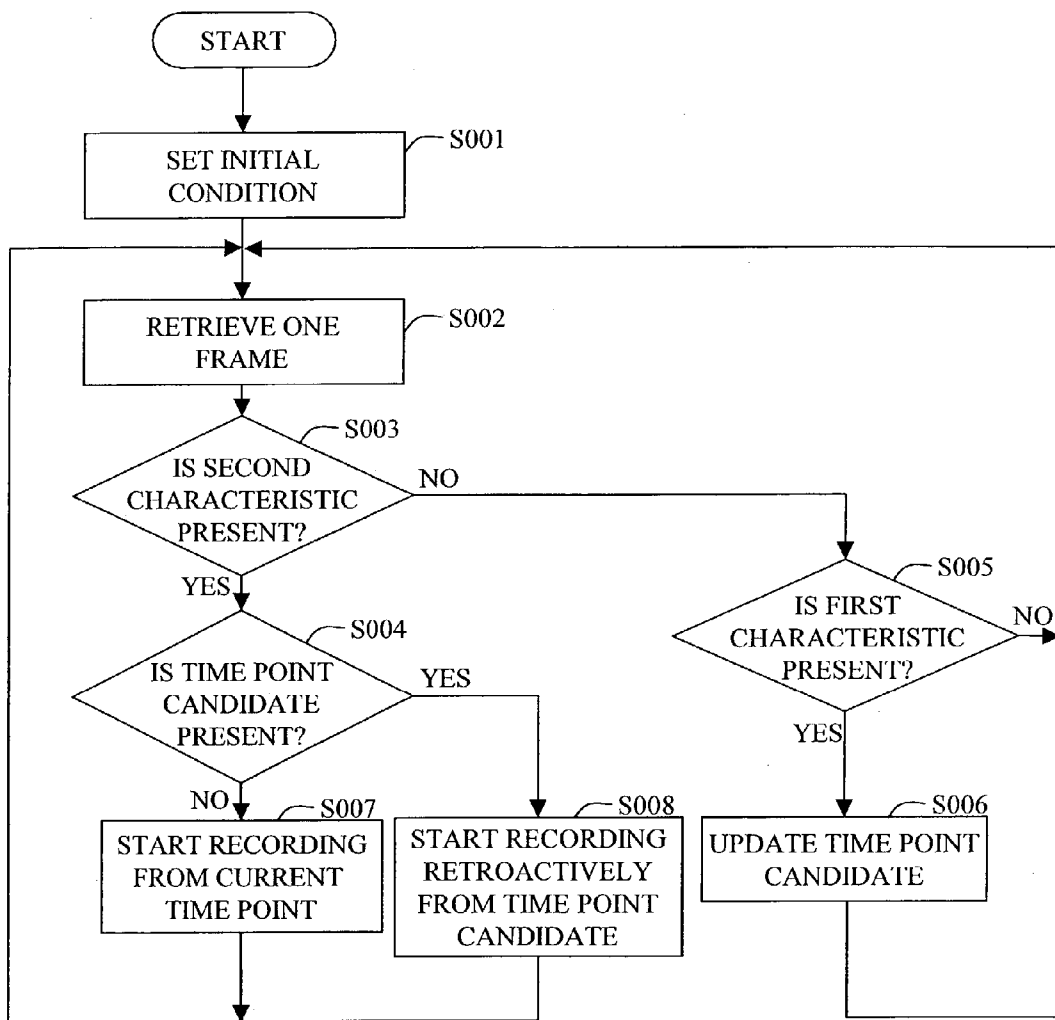 START
S001
SET INITIAL
CONDITION
S002
RETRIEVE ONE
FRAME
S003
IS SECOND
CHARACTERISTIC
PRESENT?
NO
YES
S005
IS FIRST
CHARACTERISTIC
PRESENT?
NO
YES
S004
IS TIME POINT
CANDIDATE
PRESENT?
YES
NO
S007
START RECORDING
FROM CURRENT
TIME POINT
S008
START RECORDING
RETROACTIVELY
FROM TIME POINT
CANDIDATE
S006
UPDATE TIME POINT
CANDIDATE